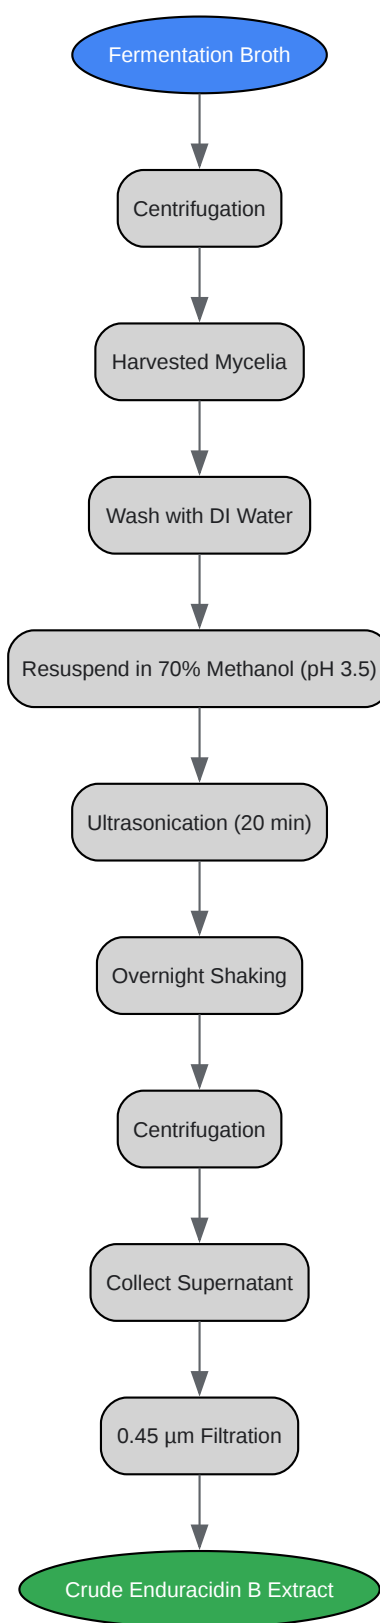 Fermentation Broth
Centrifugation
Harvested Mycelia
Wash with DI Water
Resuspend in 70% Methanol (pH 3.5)
Ultrasonication (20 min)
Overnight Shaking
Centrifugation
Collect Supernatant
0.45 µm Filtration
Crude Enduracidin B Extract